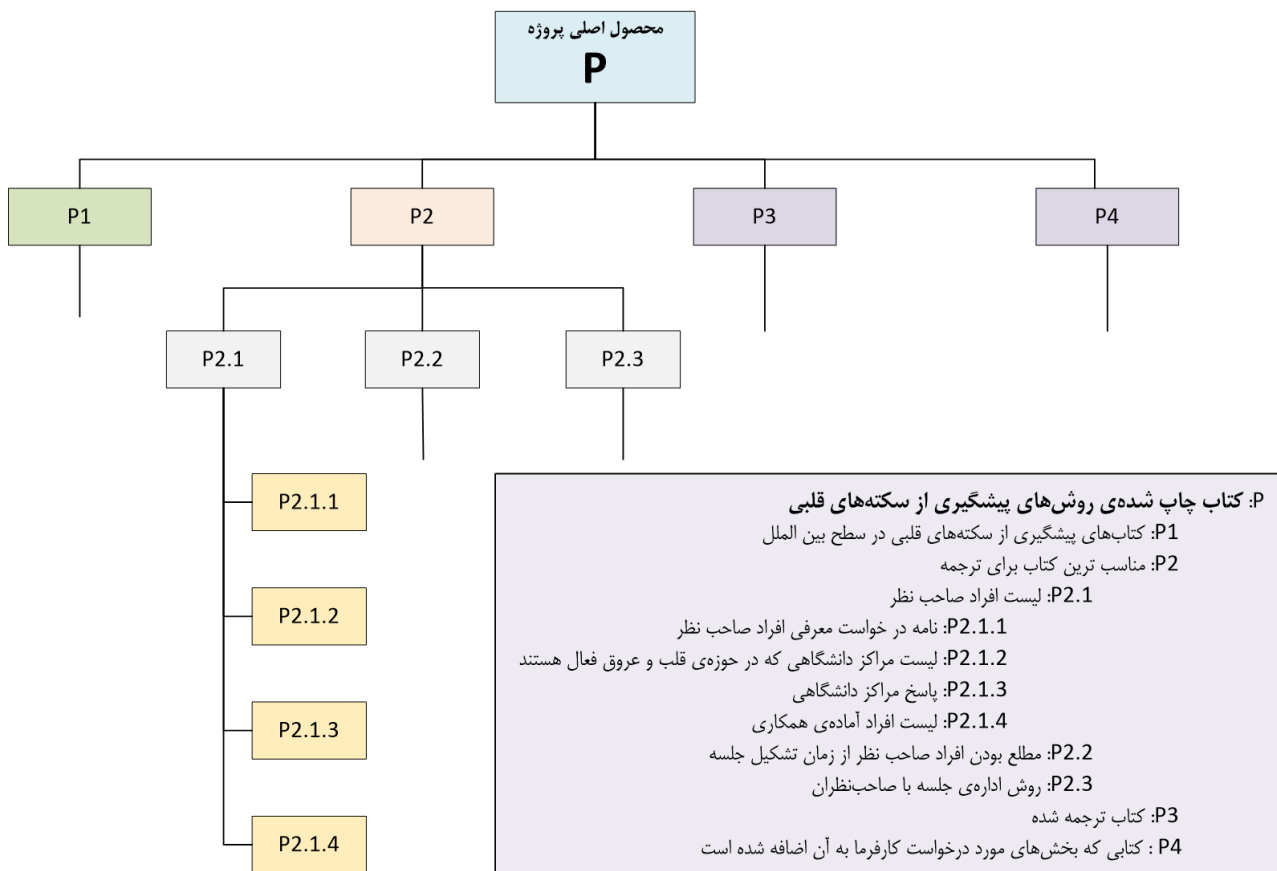 محصول اصلی پروژه
P
P1
P2
P3
P4
P2.1
P2.2
P2.3
P2.1.1
P2.1.2
P2.1.3
P2.1.4
P: کتاب چاپ شده‌ی روش‌های پیشگیری از سکته‌های قلبی
P1: کتاب‌های پیشگیری از سکته‌های قلبی در سطح بین الملل
P2: مناسب ترین کتاب برای ترجمه
P2.1: لیست افراد صاحب نظر
P2.1.1: نامه در خواست معرفی افراد صاحب نظر
P2.1.2: لیست مراکز دانشگاهی که در حوزه‌ی قلب و عروق فعال هستند
P2.1.3: پاسخ مراکز دانشگاهی
P2.1.4: لیست افراد آماده‌ی همکاری
P2.2: مطلع بودن افراد صاحب نظر از زمان تشکیل جلسه
P2.3: روش اداره‌ی جلسه با صاحب‌نظران
P3: کتاب ترجمه شده
P4 : کتابی که بخش‌های مورد درخواست کارفرما به آن اضافه شده است